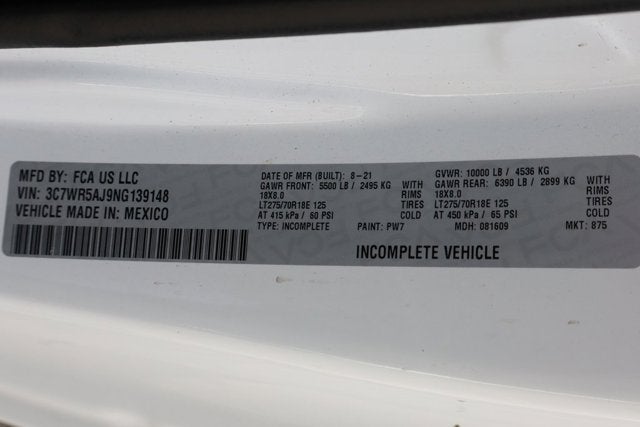 MFD BY: FCA US LLC
VIN: 3C7WR5AJ9NG139148
VEHICLE MADE IN: MEXICO
DATE OF MFR (BUILT): 8-21
GAWR FRONT: 5500 LB / 2495 KG WITH
18X8.0 RIMS
LT275/70R18E 125 TIRES
AT 415 kPa / 60 PSI COLD
TYPE: INCOMPLETE PAINT: PW7
GVWR: 10000 LB / 4536 KG
GAWR REAR: 6390 LB / 2899 KG WITH
18X8.0 RIMS
LT275/70R18E 125 TIRES
AT 450 kPa / 65 PSI COLD
MDH: 081609 MKT: 875
INCOMPLETE VEHICLE